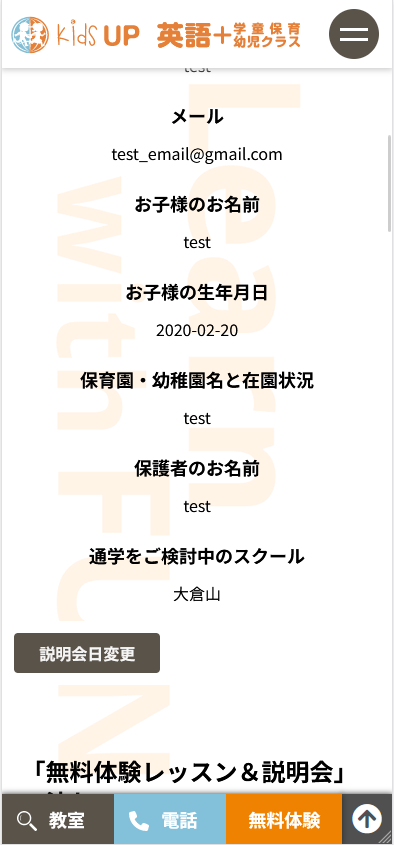 Kids UP 英語+学童保育
幼児クラス
test
メール
test_email@gmail.com
お子様のお名前
test
お子様の生年月日
2020-02-20
保育園・幼稚園名と在園状況
test
保護者のお名前
test
通学をご検討中のスクール
大倉山
説明会日変更
Learn
with FUN
「無料体験レッスン＆説明会」
教室
電話
無料体験